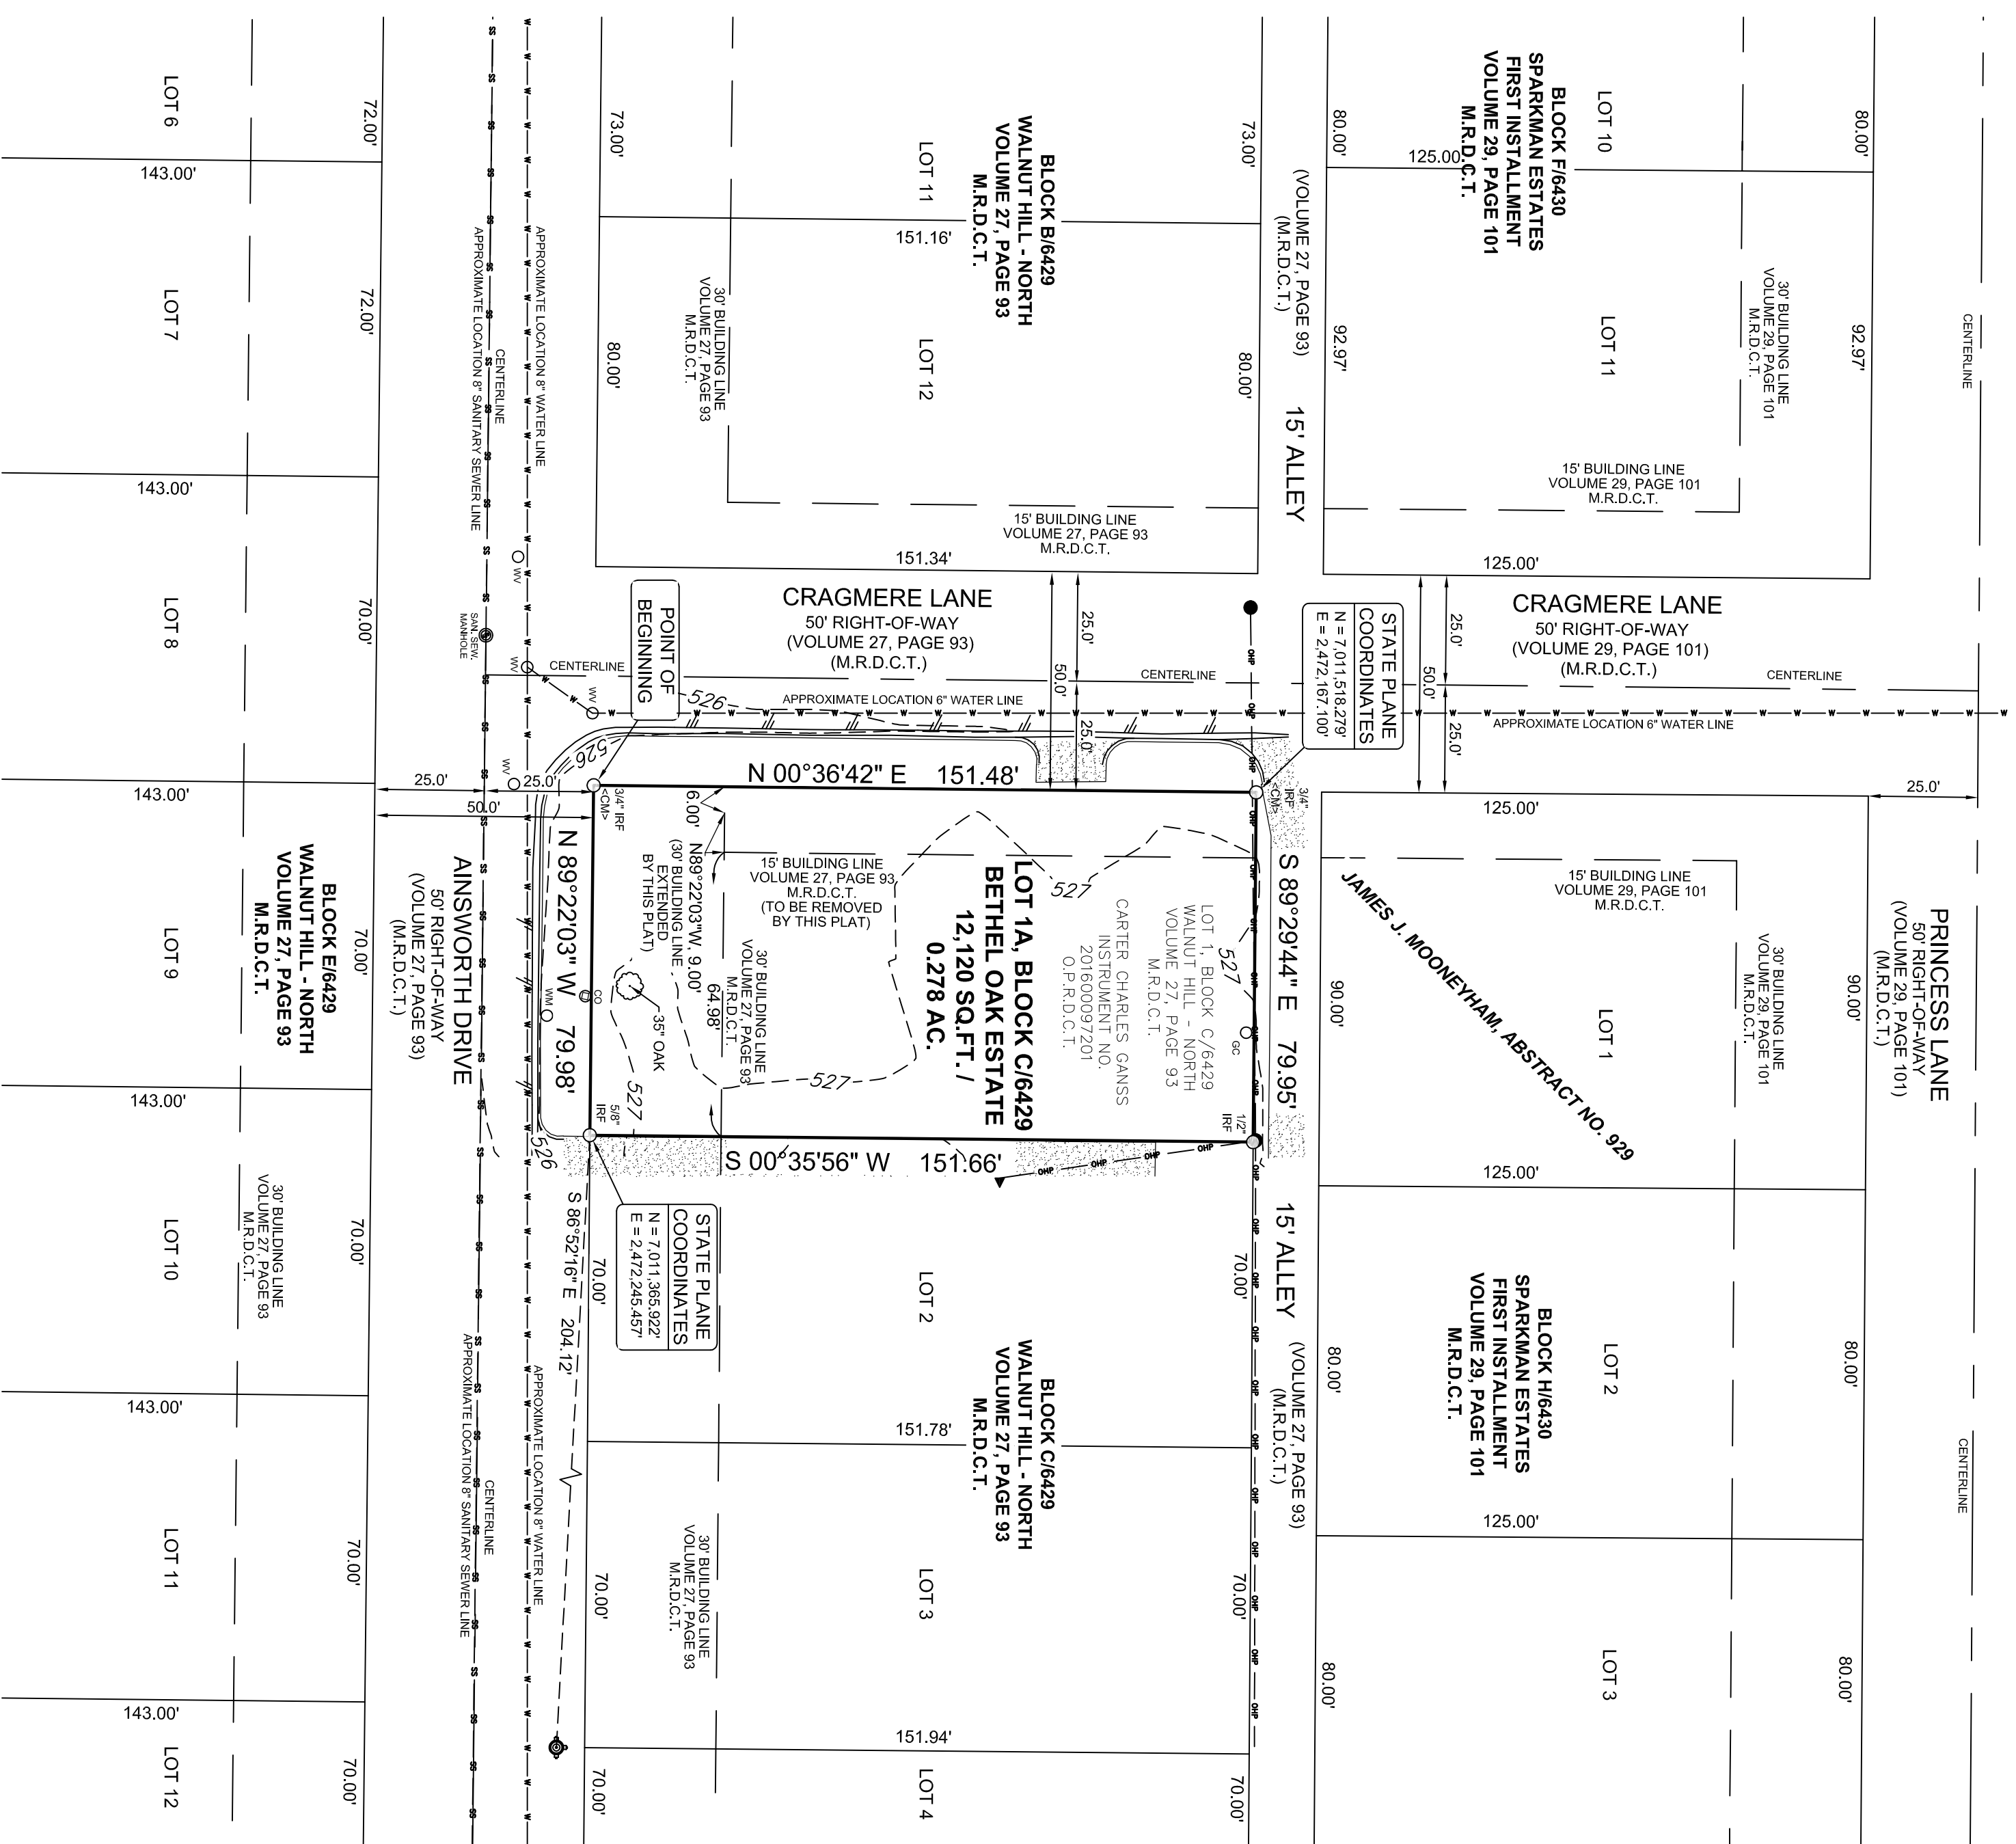 BLOCK F/6430
SPARKMAN ESTATES
FIRST INSTALLMENT
VOLUME 29, PAGE 101
M.R.D.C.T.
LOT 10
80.00'
80.00'
125.00'
LOT 11
92.97'
92.97'
30' BUILDING LINE
VOLUME 29, PAGE 101
M.R.D.C.T.
15' BUILDING LINE
VOLUME 29, PAGE 101
M.R.D.C.T.
125.00'
CENTERLINE
(VOLUME 27, PAGE 93)
(M.R.D.C.T.)
15' ALLEY
BLOCK B/6429
WALNUT HILL - NORTH
VOLUME 27, PAGE 93
M.R.D.C.T.
LOT 11
73.00'
73.00'
151.16'
LOT 12
80.00'
80.00'
30' BUILDING LINE
VOLUME 27, PAGE 93
M.R.D.C.T.
15' BUILDING LINE
VOLUME 27, PAGE 93
M.R.D.C.T.
151.34'
APPROXIMATE LOCATION 8" WATER LINE
CENTERLINE
APPROXIMATE LOCATION 8" SANITARY SEWER LINE
LOT 6
72.00'
143.00'
LOT 7
72.00'
143.00'
LOT 8
70.00'
143.00'
LOT 9
70.00'
143.00'
LOT 10
70.00'
143.00'
LOT 11
70.00'
143.00'
LOT 12
70.00'
BLOCK E/6429
WALNUT HILL - NORTH
VOLUME 27, PAGE 93
M.R.D.C.T.
30' BUILDING LINE
VOLUME 27, PAGE 93
M.R.D.C.T.
CRAGMERE LANE
50' RIGHT-OF-WAY
(VOLUME 27, PAGE 93)
(M.R.D.C.T.)
25.0'
50.0'
25.0'
CENTERLINE
CENTERLINE
APPROXIMATE LOCATION 6" WATER LINE
CRAGMERE LANE
50' RIGHT-OF-WAY
(VOLUME 29, PAGE 101)
(M.R.D.C.T.)
25.0'
50.0'
25.0'
CENTERLINE
APPROXIMATE LOCATION 6" WATER LINE
STATE PLANE
COORDINATES
N = 7,011,518.279'
E = 2,472,167.100'
POINT OF
BEGINNING
SAN. SEW.
MANHOLE
WV
WV
WV
WV
526
526
526
3/4" IRF
<CM>
3/4"
IRF
<CM>
N 00°36'42" E 151.48'
S 89°29'44" E 79.95'
S 00°35'56" W 151.66'
N 89°22'03" W 79.98'
25.0'
25.0'
50.0'
6.00'
N89°22'03"W, 9.00'
(30' BUILDING LINE
EXTENDED
BY THIS PLAT)
64.98'
15' BUILDING LINE
VOLUME 27, PAGE 93
M.R.D.C.T.
(TO BE REMOVED
BY THIS PLAT)
30' BUILDING LINE
VOLUME 27, PAGE 93
M.R.D.C.T.
35" OAK
CO
WM
GC
527
527
527
527
LOT 1A, BLOCK C/6429
BETHEL OAK ESTATE
12,120 SQ.FT. /
0.278 AC.
LOT 1, BLOCK C/6429
WALNUT HILL - NORTH
VOLUME 27, PAGE 93
M.R.D.C.T.
CARTER CHARLES GANSS
INSTRUMENT NO.
201600097201
O.P.R.D.C.T.
1/2"
IRF
5/8"
IRF
STATE PLANE
COORDINATES
N = 7,011,365.922'
E = 2,472,245.457'
S 86°52'16" E 204.12'
AINSWORTH DRIVE
50' RIGHT-OF-WAY
(VOLUME 27, PAGE 93)
(M.R.D.C.T.)
PRINCESS LANE
50' RIGHT-OF-WAY
(VOLUME 29, PAGE 101)
(M.R.D.C.T.)
25.0'
125.00'
15' BUILDING LINE
VOLUME 29, PAGE 101
M.R.D.C.T.
30' BUILDING LINE
VOLUME 29, PAGE 101
M.R.D.C.T.
LOT 1
90.00'
90.00'
JAMES J. MOONEYHAM, ABSTRACT NO. 929
125.00'
LOT 2
80.00'
80.00'
BLOCK H/6430
SPARKMAN ESTATES
FIRST INSTALLMENT
VOLUME 29, PAGE 101
M.R.D.C.T.
125.00'
LOT 3
80.00'
80.00'
CENTERLINE
15' ALLEY
(VOLUME 27, PAGE 93)
(M.R.D.C.T.)
LOT 2
70.00'
70.00'
151.78'
BLOCK C/6429
WALNUT HILL - NORTH
VOLUME 27, PAGE 93
M.R.D.C.T.
LOT 3
70.00'
70.00'
30' BUILDING LINE
VOLUME 27, PAGE 93
M.R.D.C.T.
151.94'
LOT 4
70.00'
70.00'
APPROXIMATE LOCATION 8" WATER LINE
CENTERLINE
APPROXIMATE LOCATION 8" SANITARY SEWER LINE